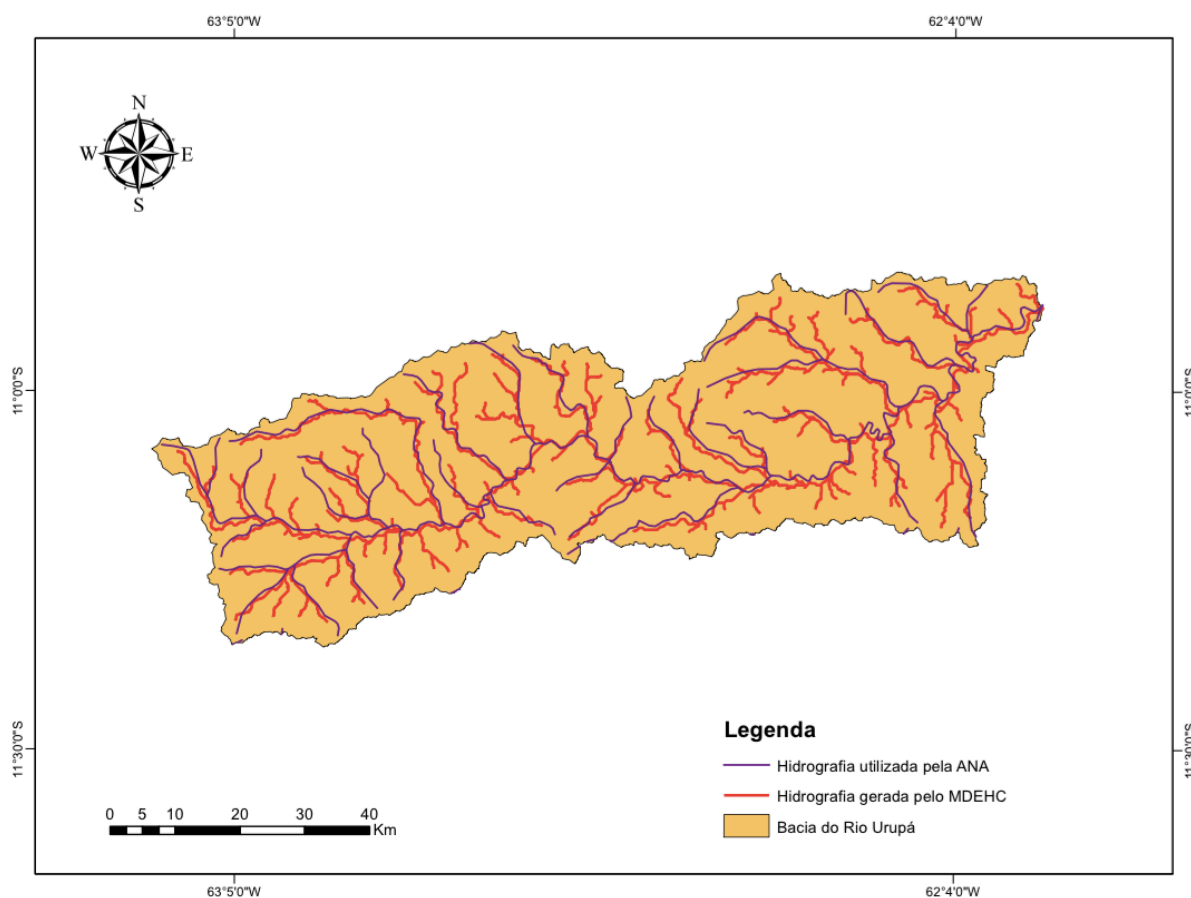 63°5'0"W 62°4'0"W
N
W E
S
11°0'0"S 11°0'0"S
11°30'0"S 11°30'0"S
Legenda
Hidrografia utilizada pela ANA
Hidrografia gerada pelo MDEHC
Bacia do Rio Urupá
0 5 10 20 30 40
Km
63°5'0"W 62°4'0"W